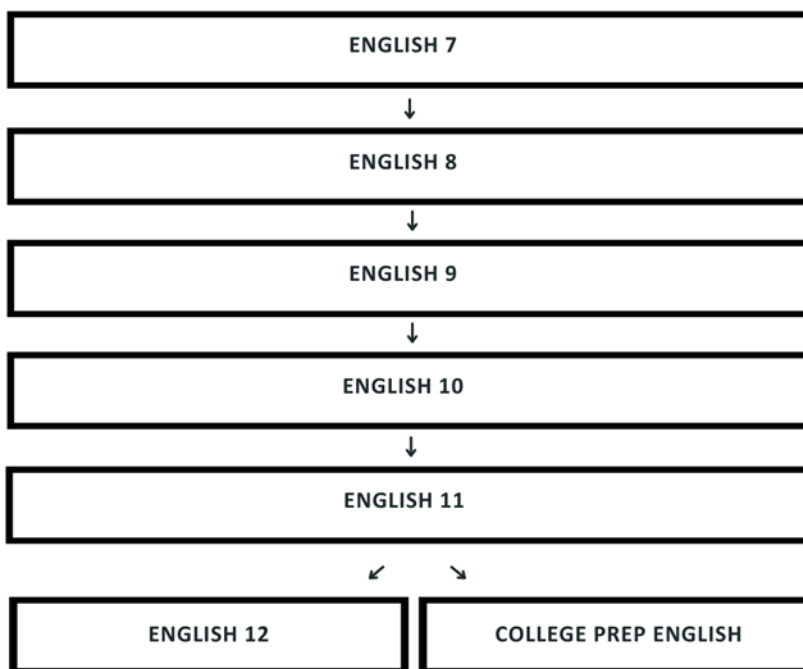 ENGLISH 7
↓
ENGLISH 8
↓
ENGLISH 9
↓
ENGLISH 10
↓
ENGLISH 11
↙ ↘
ENGLISH 12 COLLEGE PREP ENGLISH